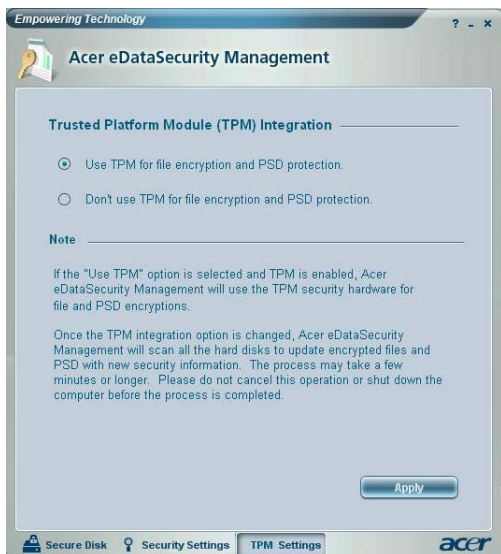 Empowering Technology
? - ×
Acer eDataSecurity Management
Trusted Platform Module (TPM) Integration
Use TPM for file encryption and PSD protection.
Don't use TPM for file encryption and PSD protection.
Note
If the "Use TPM" option is selected and TPM is enabled, Acer
eDataSecurity Management will use the TPM security hardware for
file and PSD encryptions.
Once the TPM integration option is changed, Acer eDataSecurity
Management will scan all the hard disks to update encrypted files and
PSD with new security information. The process may take a few
minutes or longer. Please do not cancel this operation or shut down the
computer before the process is completed.
Apply
Secure Disk Security Settings TPM Settings acer